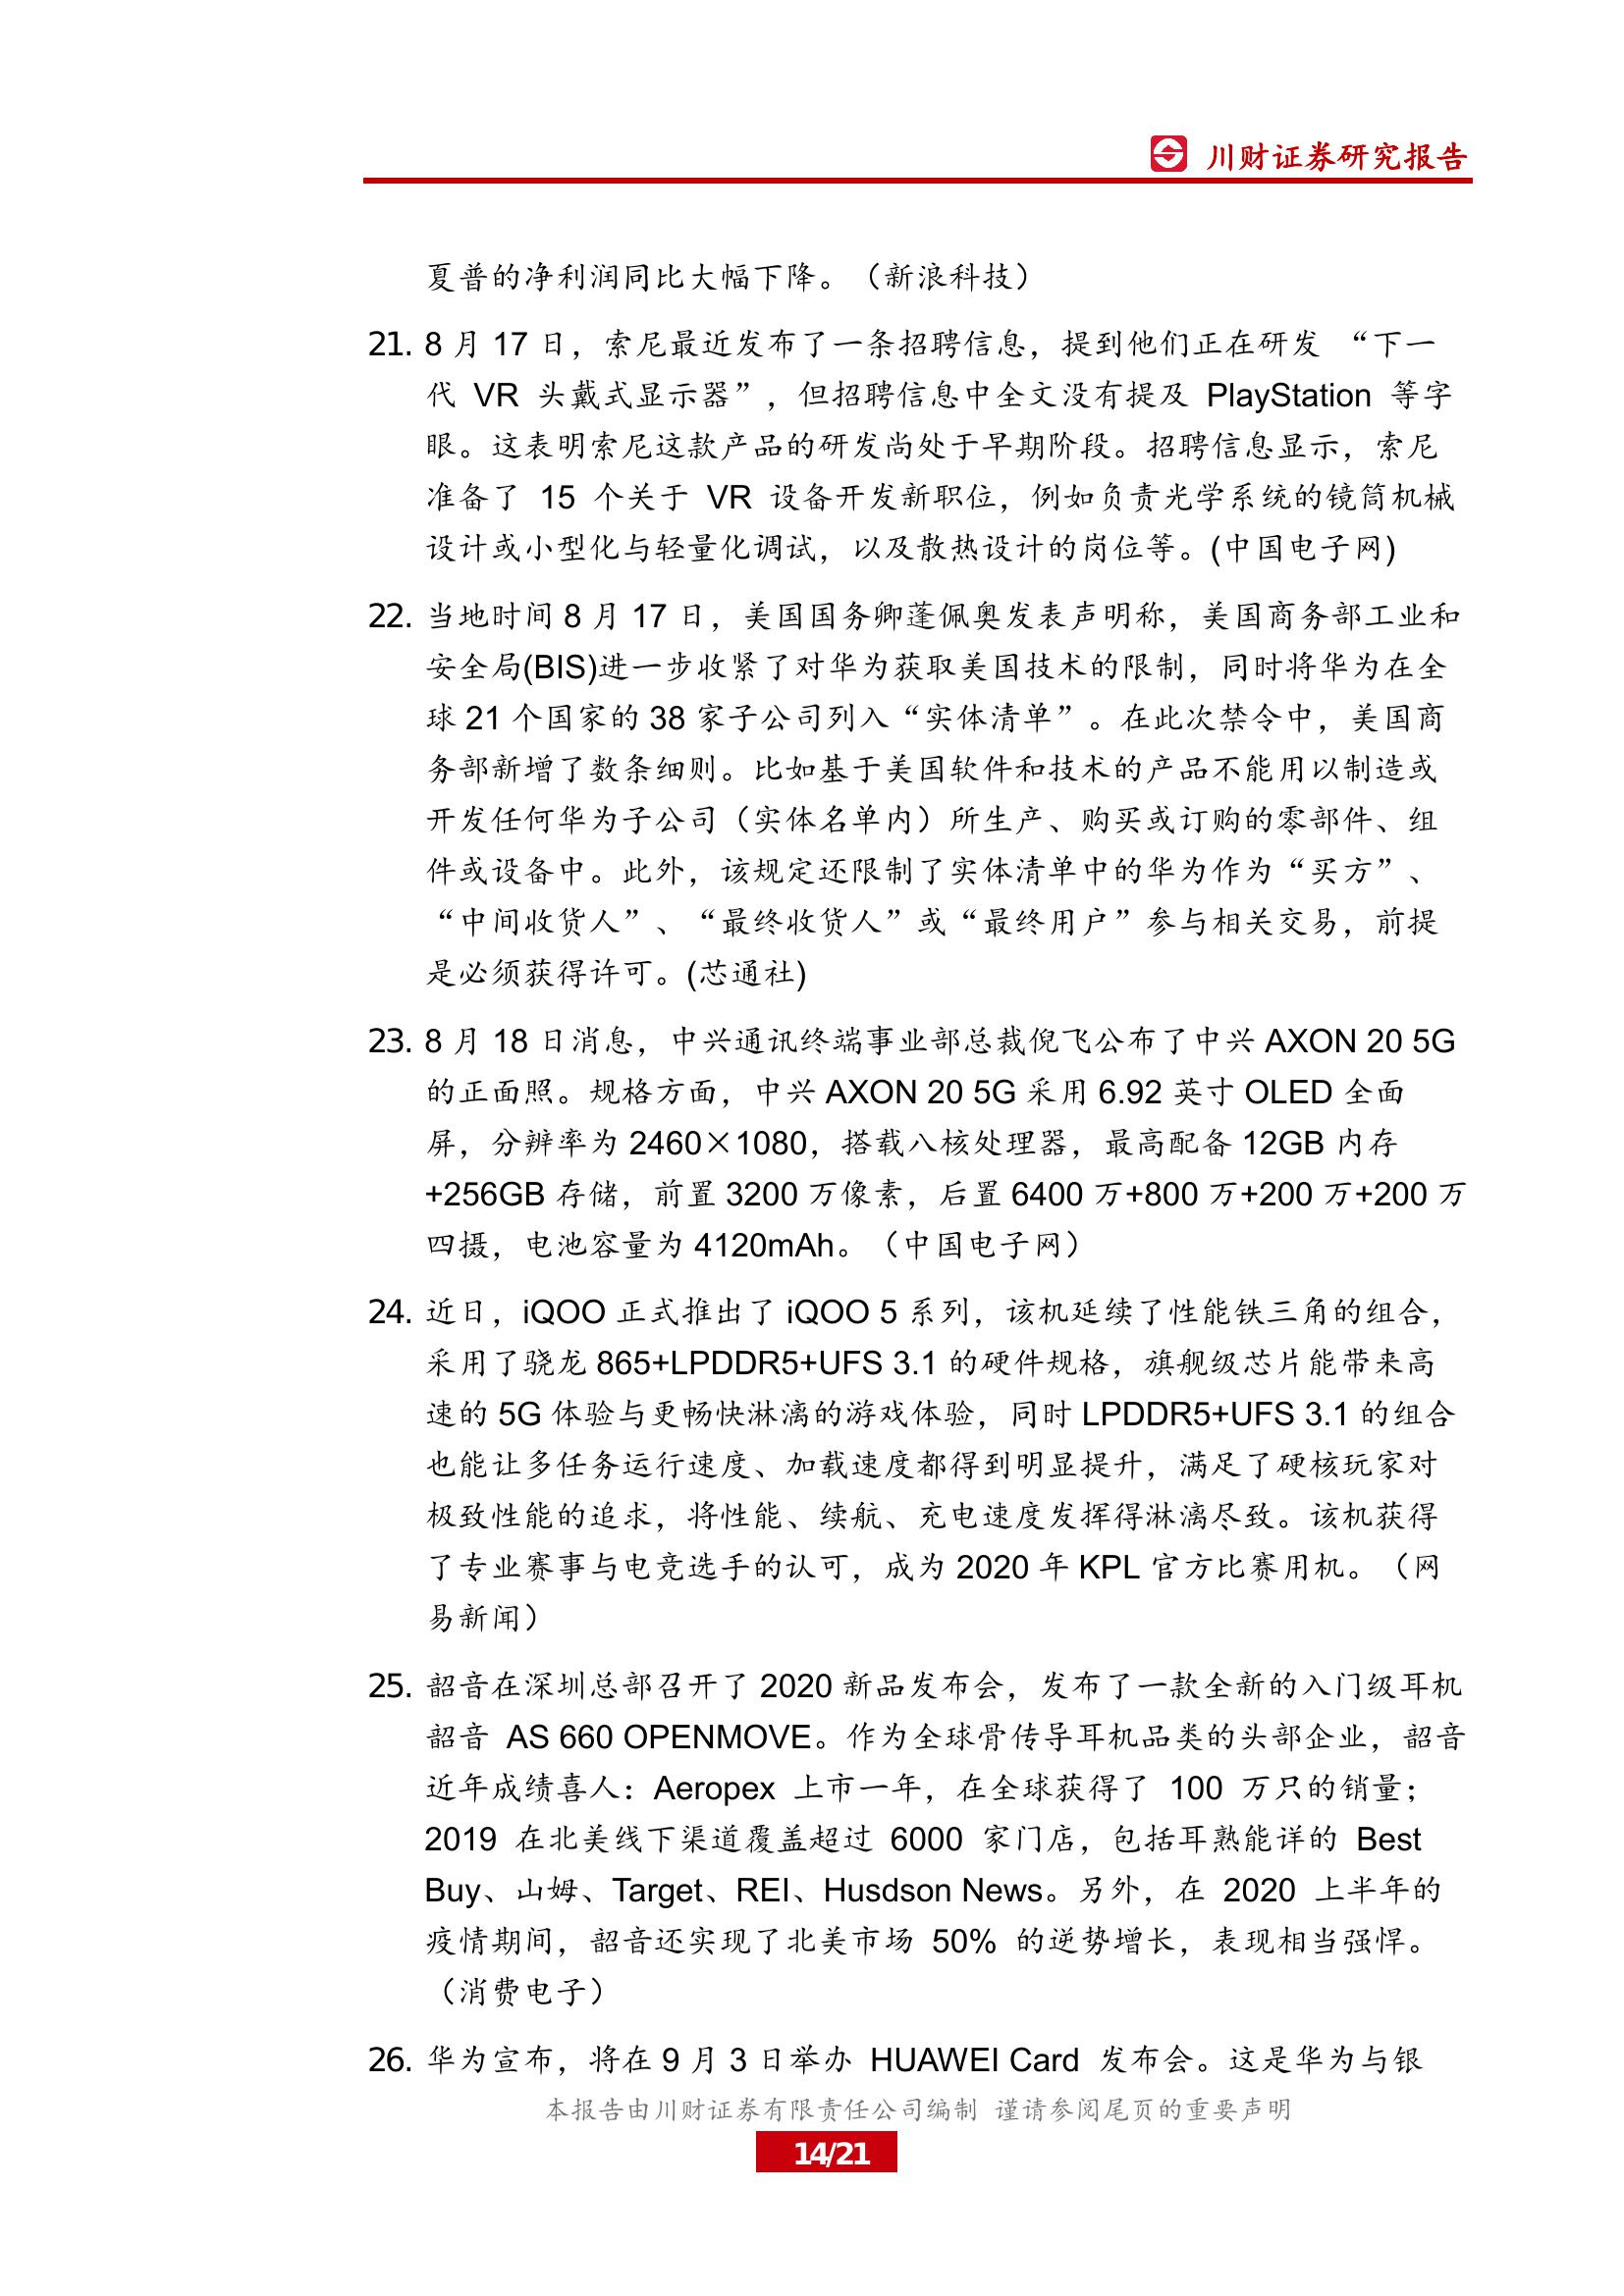 川财证券研究报告
夏普的净利润同比大幅下降。（新浪科技）
21. 8 月 17 日，索尼最近发布了一条招聘信息，提到他们正在研发 “下一
代 VR 头戴式显示器”，但招聘信息中全文没有提及 PlayStation 等字
眼。这表明索尼这款产品的研发尚处于早期阶段。招聘信息显示，索尼
准备了 15 个关于 VR 设备开发新职位，例如负责光学系统的镜筒机械
设计或小型化与轻量化调试，以及散热设计的岗位等。(中国电子网)
22. 当地时间 8 月 17 日，美国国务卿蓬佩奥发表声明称，美国商务部工业和
安全局(BIS)进一步收紧了对华为获取美国技术的限制，同时将华为在全
球 21 个国家的 38 家子公司列入“实体清单”。在此次禁令中，美国商
务部新增了数条细则。比如基于美国软件和技术的产品不能用以制造或
开发任何华为子公司（实体名单内）所生产、购买或订购的零部件、组
件或设备中。此外，该规定还限制了实体清单中的华为作为“买方”、
“中间收货人”、“最终收货人”或“最终用户”参与相关交易，前提
是必须获得许可。(芯通社)
23. 8 月 18 日消息，中兴通讯终端事业部总裁倪飞公布了中兴 AXON 20 5G
的正面照。规格方面，中兴 AXON 20 5G 采用 6.92 英寸 OLED 全面
屏，分辨率为 2460×1080，搭载八核处理器，最高配备 12GB 内存
+256GB 存储，前置 3200 万像素，后置 6400 万+800 万+200 万+200 万
四摄，电池容量为 4120mAh。（中国电子网）
24. 近日，iQOO 正式推出了 iQOO 5 系列，该机延续了性能铁三角的组合，
采用了骁龙 865+LPDDR5+UFS 3.1 的硬件规格，旗舰级芯片能带来高
速的 5G 体验与更畅快淋漓的游戏体验，同时 LPDDR5+UFS 3.1 的组合
也能让多任务运行速度、加载速度都得到明显提升，满足了硬核玩家对
极致性能的追求，将性能、续航、充电速度发挥得淋漓尽致。该机获得
了专业赛事与电竞选手的认可，成为 2020 年 KPL 官方比赛用机。（网
易新闻）
25. 韶音在深圳总部召开了 2020 新品发布会，发布了一款全新的入门级耳机
韶音 AS 660 OPENMOVE。作为全球骨传导耳机品类的头部企业，韶音
近年成绩喜人：Aeropex 上市一年，在全球获得了 100 万只的销量；
2019 在北美线下渠道覆盖超过 6000 家门店，包括耳熟能详的 Best
Buy、山姆、Target、REI、Husdson News。另外，在 2020 上半年的
疫情期间，韶音还实现了北美市场 50% 的逆势增长，表现相当强悍。
（消费电子）
26. 华为宣布，将在 9 月 3 日举办 HUAWEI Card 发布会。这是华为与银
本报告由川财证券有限责任公司编制 谨请参阅尾页的重要声明
14/21